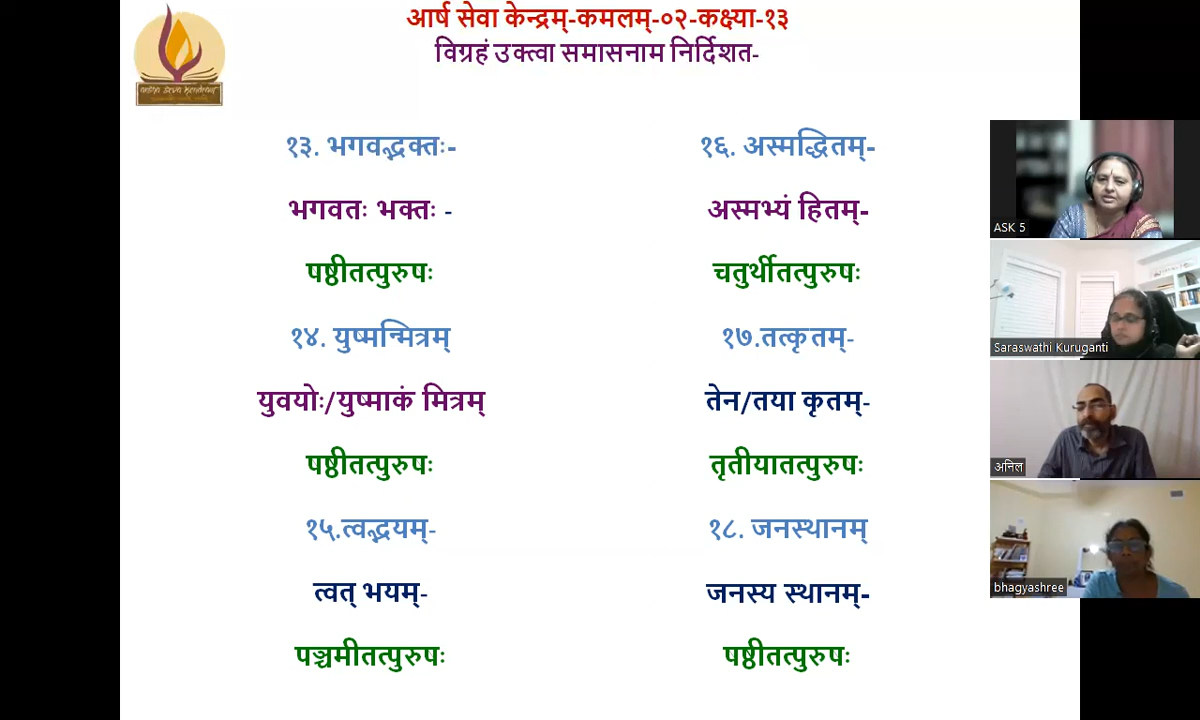 आर्ष सेवा केन्द्रम्-कमलम्-०२-कक्ष्या-१३
विग्रहं उक्त्वा समासनाम निर्दिशत-
१३. भगवद्भक्तः-
भगवतः भक्तः -
षष्ठीतत्पुरुषः
१४. युष्मन्मित्रम्
युवयोः/युष्माकं मित्रम्
षष्ठीतत्पुरुषः
१५.त्वद्भयम्-
त्वत् भयम्-
पञ्चमीतत्पुरुषः
१६. अस्मद्धितम्-
अस्मभ्यं हितम्-
चतुर्थीतत्पुरुषः
१७.तत्कृतम्-
तेन/तया कृतम्-
तृतीयातत्पुरुषः
१८. जनस्थानम्
जनस्य स्थानम्-
षष्ठीतत्पुरुषः
ASK 5
Saraswathi Kuruganti
अनिल
bhagyashree